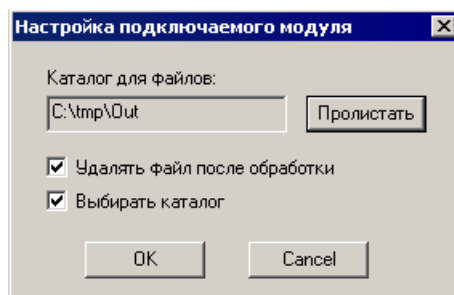 Настройка подключаемого модуля
Каталог для файлов:
C:\tmp\Out
Пролистать
Удалять файл после обработки
Выбирать каталог
OK
Cancel